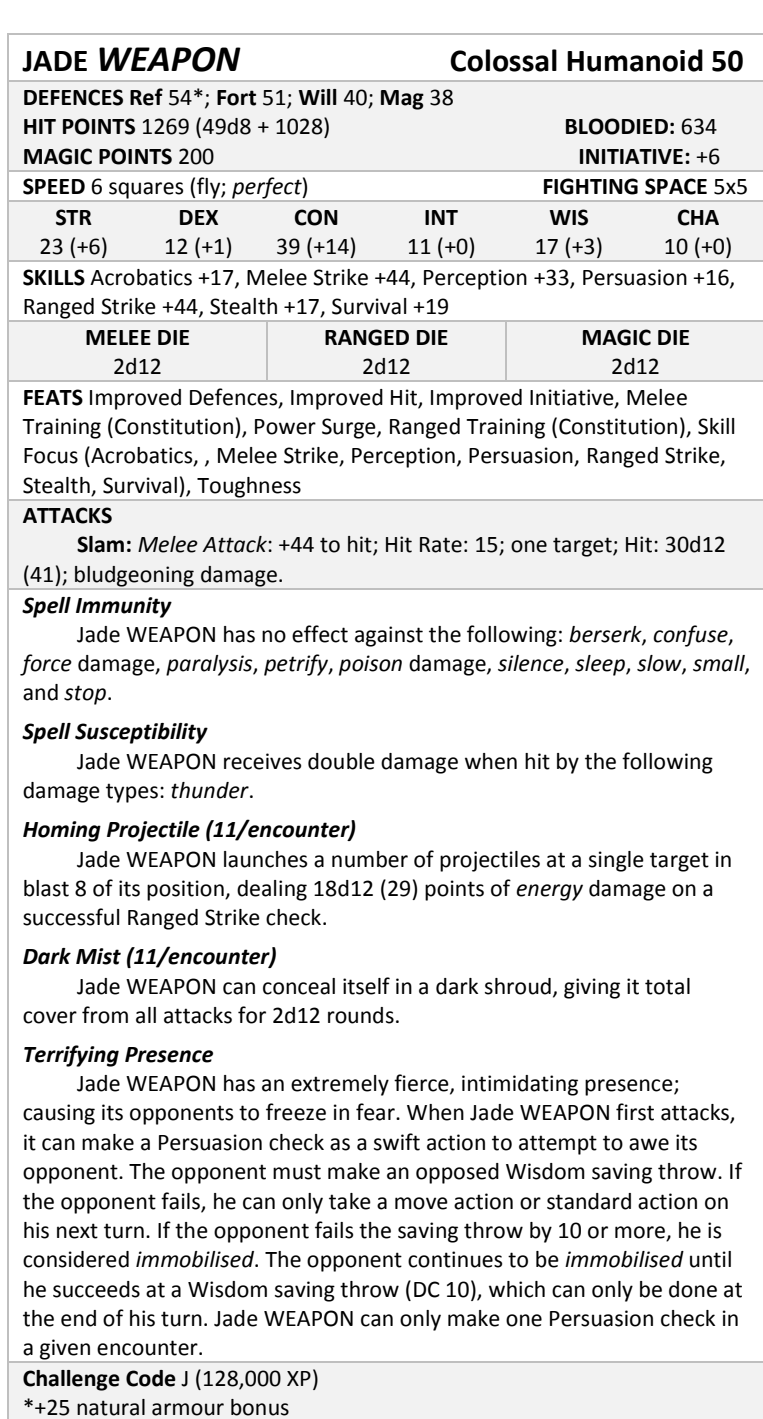 JADE WEAPON Colossal Humanoid 50
DEFENCES Ref 54*; Fort 51; Will 40; Mag 38
HIT POINTS 1269 (49d8 + 1028) BLOODIED: 634
MAGIC POINTS 200 INITIATIVE: +6
SPEED 6 squares (fly; perfect) FIGHTING SPACE 5x5
STR DEX CON INT WIS CHA
23 (+6) 12 (+1) 39 (+14) 11 (+0) 17 (+3) 10 (+0)
SKILLS Acrobatics +17, Melee Strike +44, Perception +33, Persuasion +16,
Ranged Strike +44, Stealth +17, Survival +19
MELEE DIE RANGED DIE MAGIC DIE
2d12 2d12 2d12
FEATS Improved Defences, Improved Hit, Improved Initiative, Melee
Training (Constitution), Power Surge, Ranged Training (Constitution), Skill
Focus (Acrobatics, , Melee Strike, Perception, Persuasion, Ranged Strike,
Stealth, Survival), Toughness
ATTACKS
Slam: Melee Attack: +44 to hit; Hit Rate: 15; one target; Hit: 30d12
(41); bludgeoning damage.
Spell Immunity
Jade WEAPON has no effect against the following: berserk, confuse,
force damage, paralysis, petrify, poison damage, silence, sleep, slow, small,
and stop.
Spell Susceptibility
Jade WEAPON receives double damage when hit by the following
damage types: thunder.
Homing Projectile (11/encounter)
Jade WEAPON launches a number of projectiles at a single target in
blast 8 of its position, dealing 18d12 (29) points of energy damage on a
successful Ranged Strike check.
Dark Mist (11/encounter)
Jade WEAPON can conceal itself in a dark shroud, giving it total
cover from all attacks for 2d12 rounds.
Terrifying Presence
Jade WEAPON has an extremely fierce, intimidating presence;
causing its opponents to freeze in fear. When Jade WEAPON first attacks,
it can make a Persuasion check as a swift action to attempt to awe its
opponent. The opponent must make an opposed Wisdom saving throw. If
the opponent fails, he can only take a move action or standard action on
his next turn. If the opponent fails the saving throw by 10 or more, he is
considered immobilised. The opponent continues to be immobilised until
he succeeds at a Wisdom saving throw (DC 10), which can only be done at
the end of his turn. Jade WEAPON can only make one Persuasion check in
a given encounter.
Challenge Code J (128,000 XP)
*+25 natural armour bonus